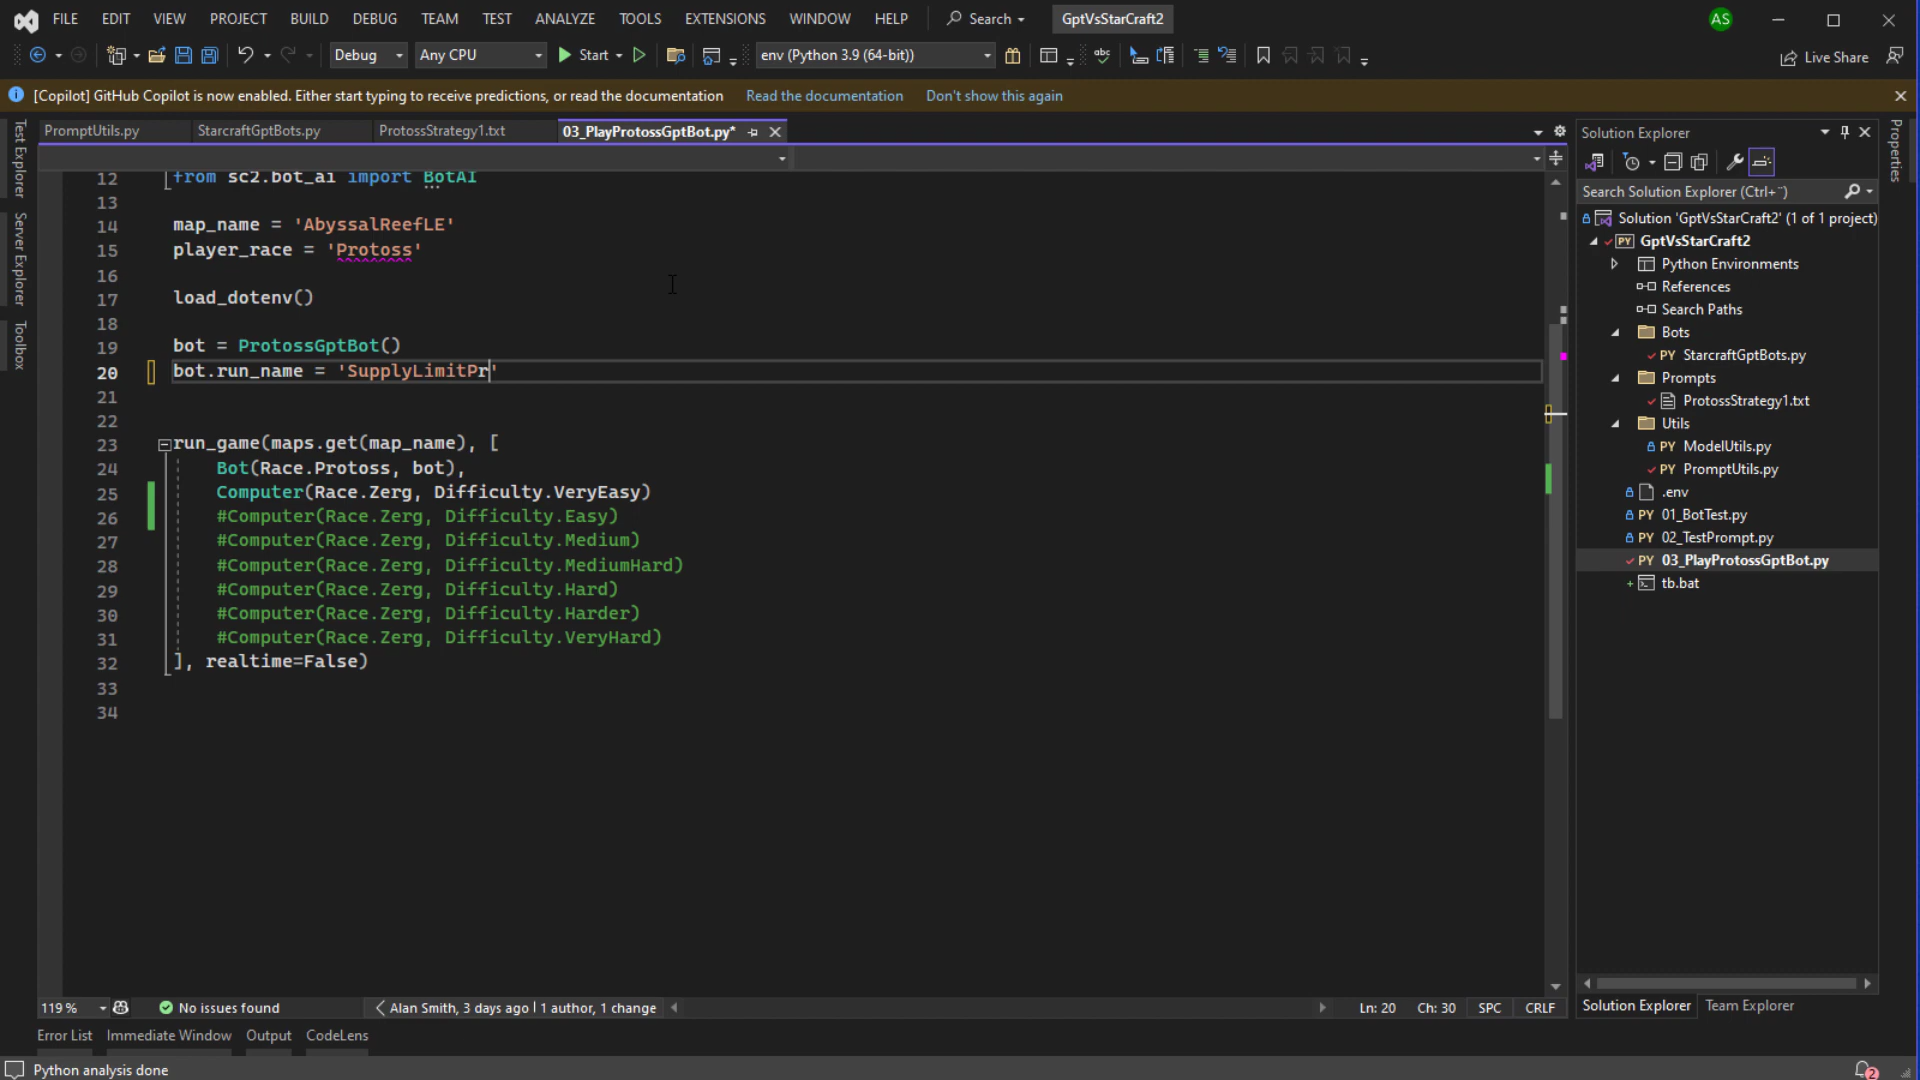 FILE EDIT VIEW PROJECT BUILD DEBUG TEAM TEST ANALYZE TOOLS EXTENSIONS WINDOW HELP Search GptVsStarCraft2 AS
Debug Any CPU Start env (Python 3.9 (64-bit)) abc Live Share
[Copilot] GitHub Copilot is now enabled. Either start typing to receive predictions, or read the documentation Read the documentation Don't show this again
Test Explorer
Server Explorer
Toolbox
PromptUtils.py StarcraftGptBots.py ProtossStrategy1.txt 03_PlayProtossGptBot.py*
12 from sc2.bot_ai import BotAI
13
14 map_name = 'AbyssalReefLE'
15 player_race = 'Protoss'
16
17 load_dotenv()
18
19 bot = ProtossGptBot()
20 bot.run_name = 'SupplyLimitPr'
21
22
23 run_game(maps.get(map_name), [
24 Bot(Race.Protoss, bot),
25 Computer(Race.Zerg, Difficulty.VeryEasy)
26 #Computer(Race.Zerg, Difficulty.Easy)
27 #Computer(Race.Zerg, Difficulty.Medium)
28 #Computer(Race.Zerg, Difficulty.MediumHard)
29 #Computer(Race.Zerg, Difficulty.Hard)
30 #Computer(Race.Zerg, Difficulty.Harder)
31 #Computer(Race.Zerg, Difficulty.VeryHard)
32 ], realtime=False)
33
34
119 % No issues found Alan Smith, 3 days ago | 1 author, 1 change Ln: 20 Ch: 30 SPC CRLF
Error List Immediate Window Output CodeLens
Python analysis done
2
Solution Explorer
Search Solution Explorer (Ctrl+¨)
Solution 'GptVsStarCraft2' (1 of 1 project)
PY GptVsStarCraft2
Python Environments
References
Search Paths
Bots
PY StarcraftGptBots.py
Prompts
ProtossStrategy1.txt
Utils
PY ModelUtils.py
PY PromptUtils.py
.env
PY 01_BotTest.py
PY 02_TestPrompt.py
PY 03_PlayProtossGptBot.py
tb.bat
Solution Explorer Team Explorer
Properties